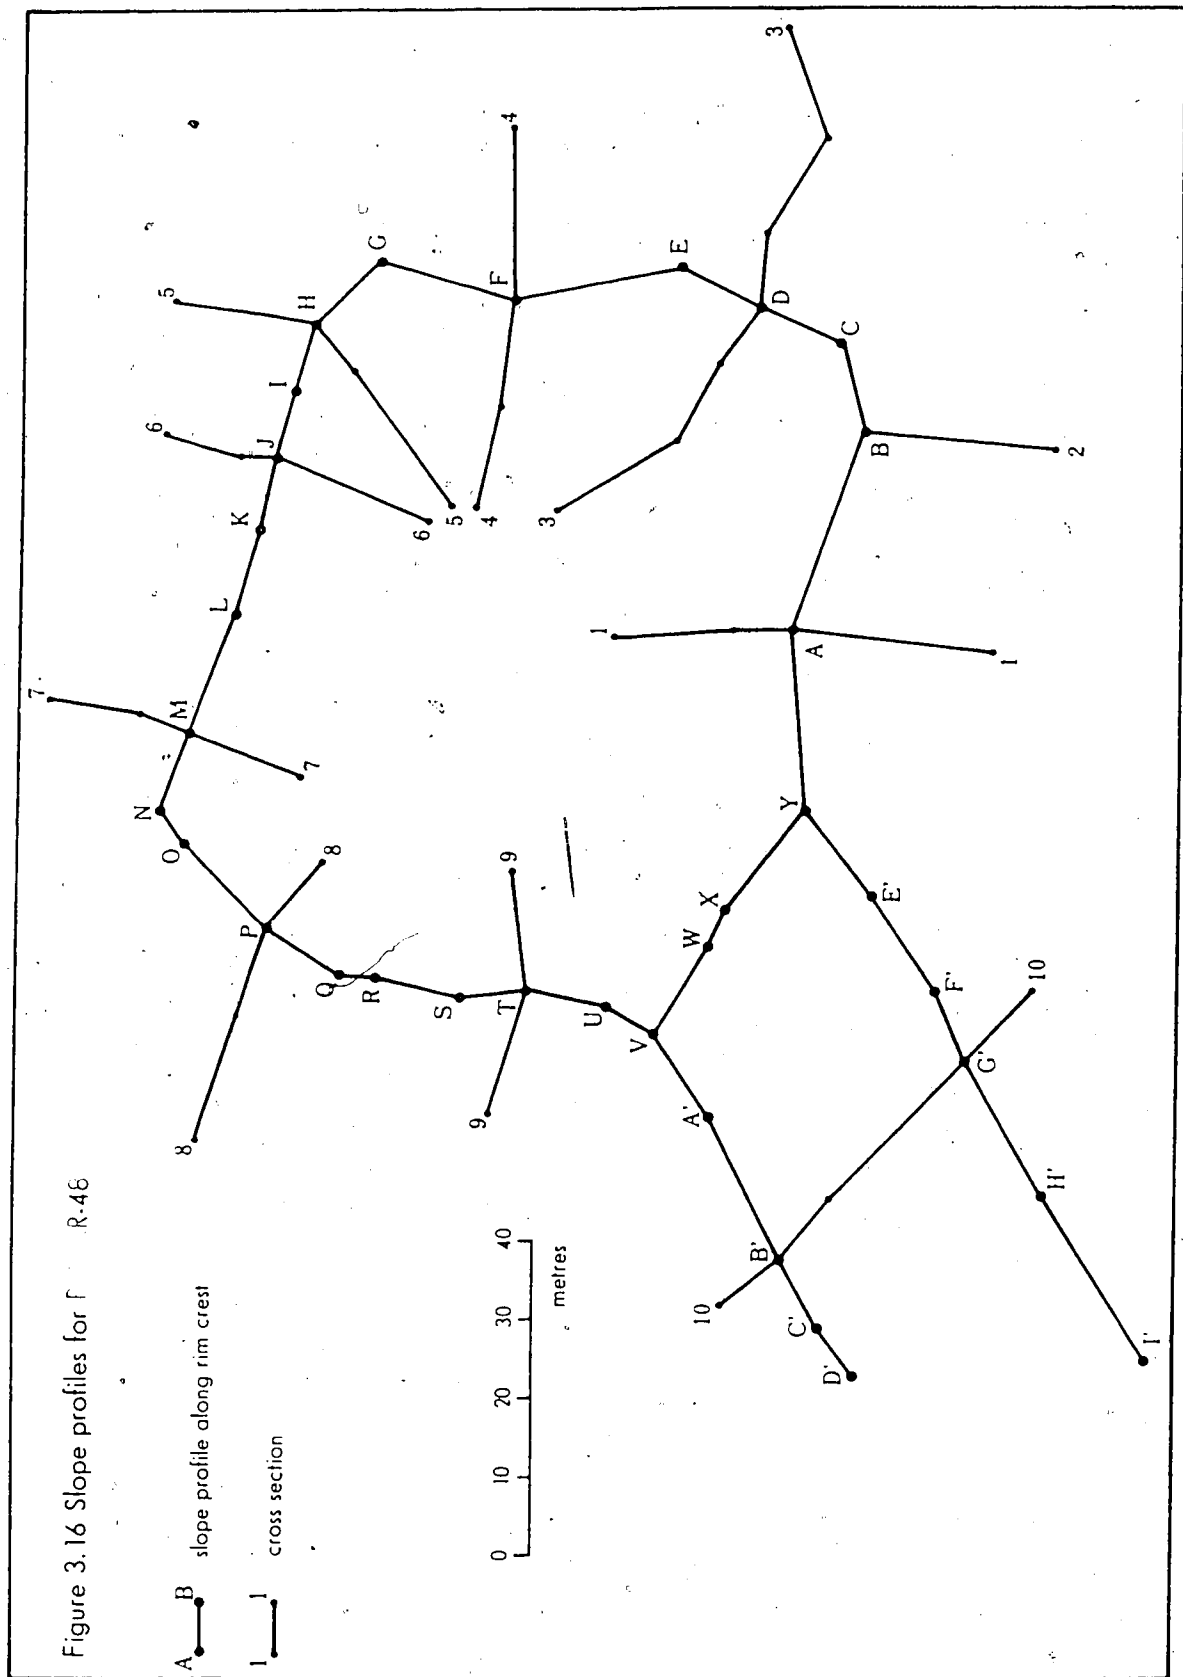 Figure 3.16 Slope profiles for R-46
A B slope profile along rim crest
1 1 cross section
0 10 20 30 40
metres
8
8
P
O
N
7
7
M
L
K
6
6
J
I
5
5
H
G
4
4
F
E
3
3
D
C
B
2
A
1
1
Y
X
W
V
U
T
9
9
S
R
Q
A'
B'
10
10
C'
D'
E'
F'
G'
H'
I'